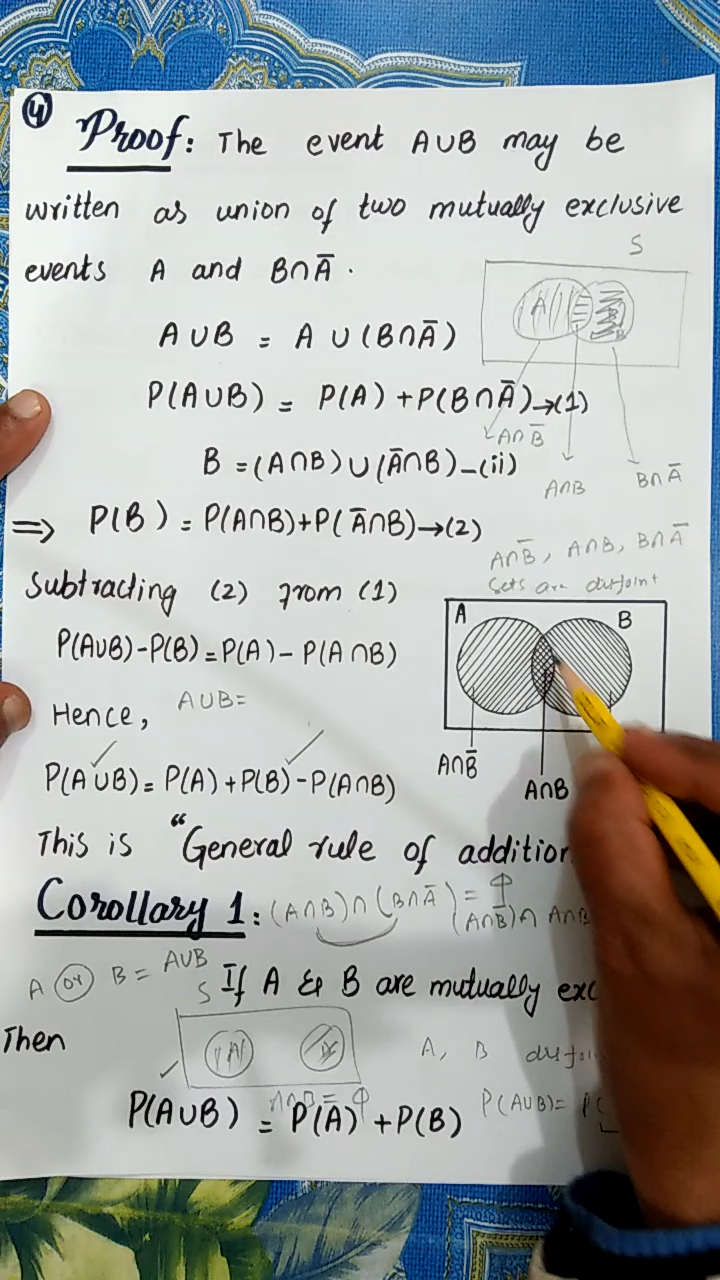 ④ Proof: The event A∪B may be
written as union of two mutually exclusive
events A and B∩A̅.
S
A B
A∪B = A∪(B∩A̅)
P(A∪B) = P(A)+P(B∩A̅)→(1)
A∩B̅
B=(A∩B)∪(A̅∩B)–(ii)
A∩B B∩A̅
⇒ P(B) = P(A∩B)+P(A̅∩B)→(2)
A∩B̅, A∩B, B∩A̅
sets are disjoint
Subtracting (2) from (1)
A B
P(A∪B)-P(B)=P(A)-P(A∩B)
Hence, A∪B=
A∩B̅ A∩B
P(A∪B)=P(A)+P(B)-P(A∩B)
This is "General rule of addition
Corollary 1: (A∩B)∩(B∩A̅)=Φ
(A∩B)∩ A∩B
A or B = A∪B
S If A & B are mutually exc
Then
A
A, B
A∩B=Φ
P(A∪B) = P(A)+P(B) P(A∪B)= P(